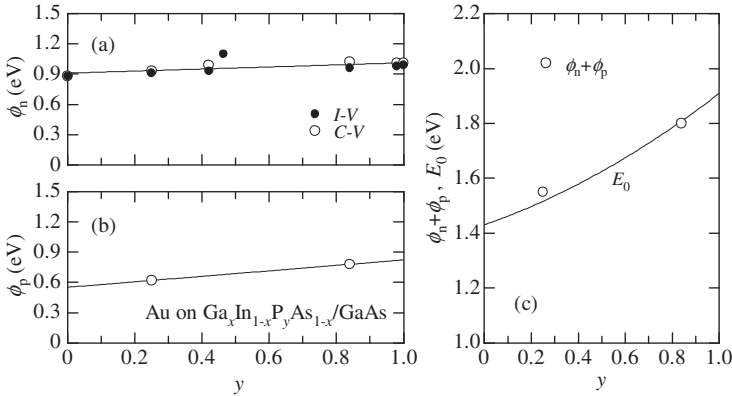 1.5
1.2
0.9
0.6
0.3
0
ϕn (eV)
(a)
I-V
C-V
1.5
1.2
0.9
0.6
0.3
0
ϕp (eV)
(b)
Au on GaxIn1-xPyAs1-x/GaAs
0 0.2 0.4 0.6 0.8 1.0
y
2.2
2.0
1.8
1.6
1.4
1.2
1.0
ϕn+ϕp, E0 (eV)
ϕn+ϕp
E0
(c)
0 0.2 0.4 0.6 0.8 1.0
y